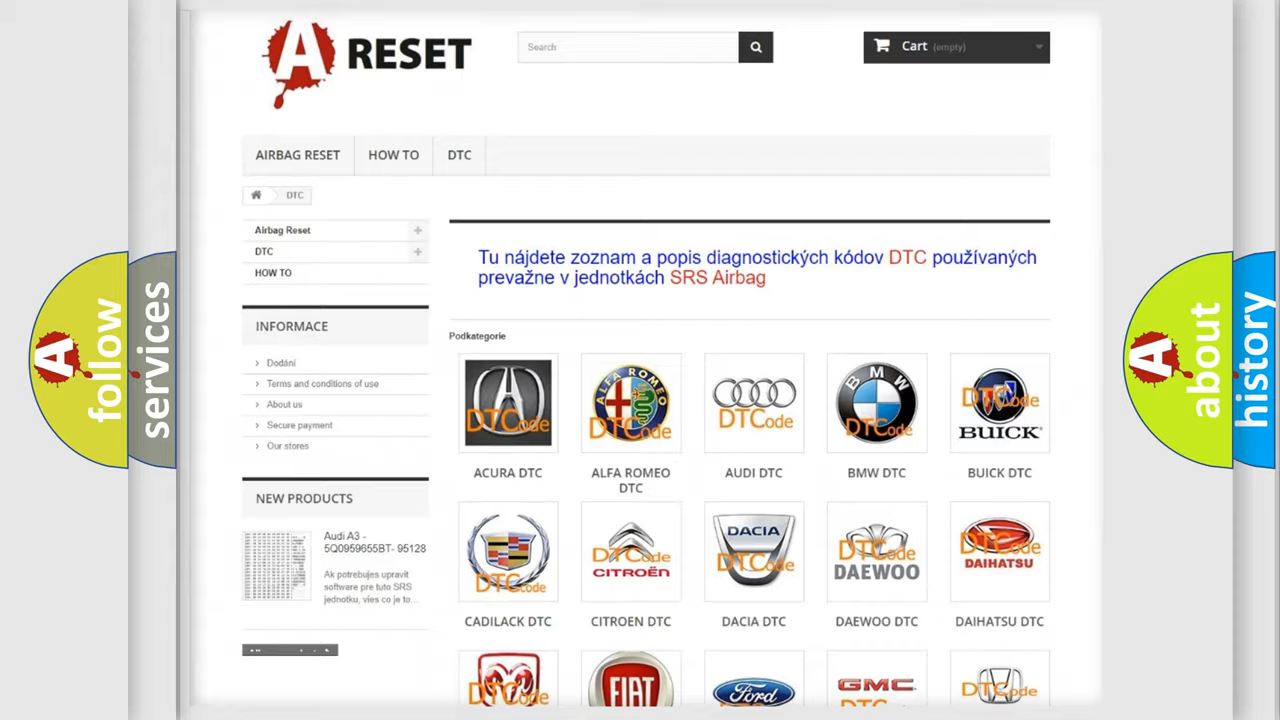 A RESET
Search
Cart (empty)
AIRBAG RESET
HOW TO
DTC
DTC
Airbag Reset
DTC
HOW TO
INFORMACE
Dodání
Terms and conditions of use
About us
Secure payment
Our stores
NEW PRODUCTS
Audi A3 -
5Q0959655BT- 95128
Ak potrebujes upravit
software pre tuto SRS
jednotku, vies co je to...
Tu nájdete zoznam a popis diagnostických kódov DTC používaných
prevažne v jednotkách SRS Airbag
Podkategorie
DTCode
ALFA ROMEO
DTCode
DTCode
BMW
DTCode
DTCode
BUICK
ACURA DTC
ALFA ROMEO
DTC
AUDI DTC
BMW DTC
BUICK DTC
DTCode
DTCode
CITROËN
DACIA
DTCode
DTCode
DAEWOO
DTCode
DAIHATSU
CADILACK DTC
CITROEN DTC
DACIA DTC
DAEWOO DTC
DAIHATSU DTC
DTCode
FIAT
Ford
GMC
DTCode
A follow
services
A about
history